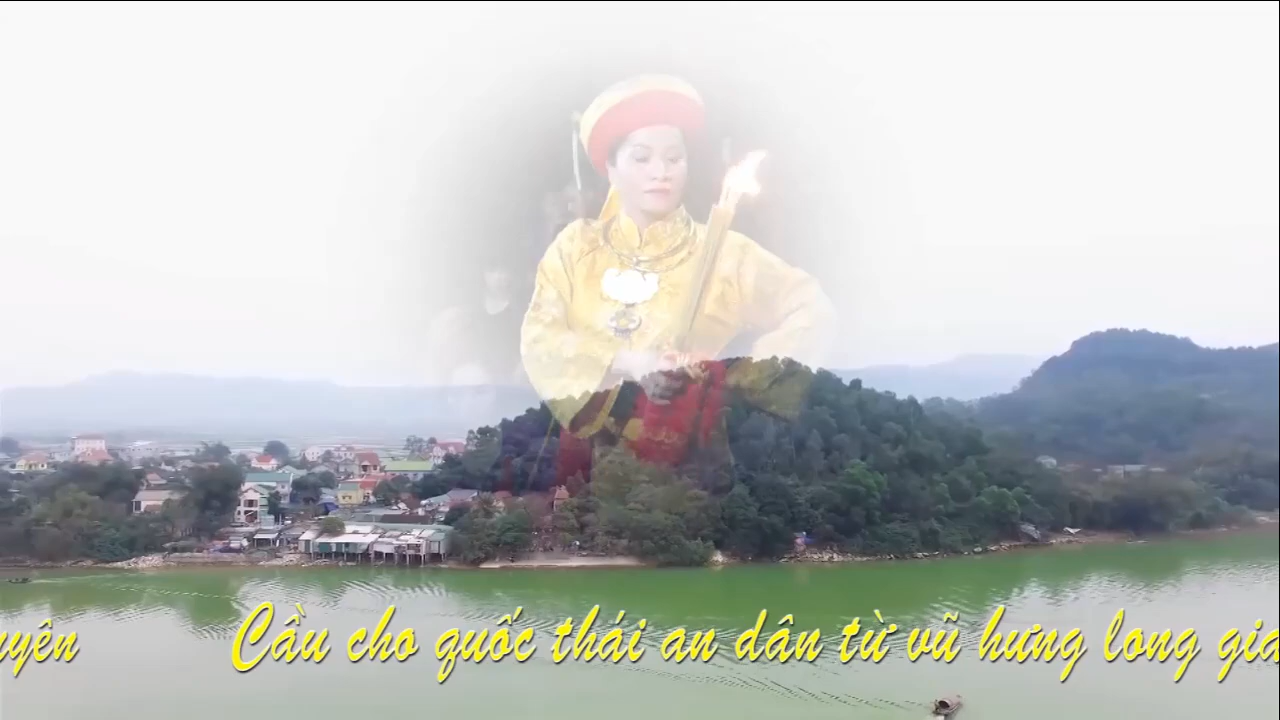 Cầu cho quốc thái an dân từ vũ hưng long